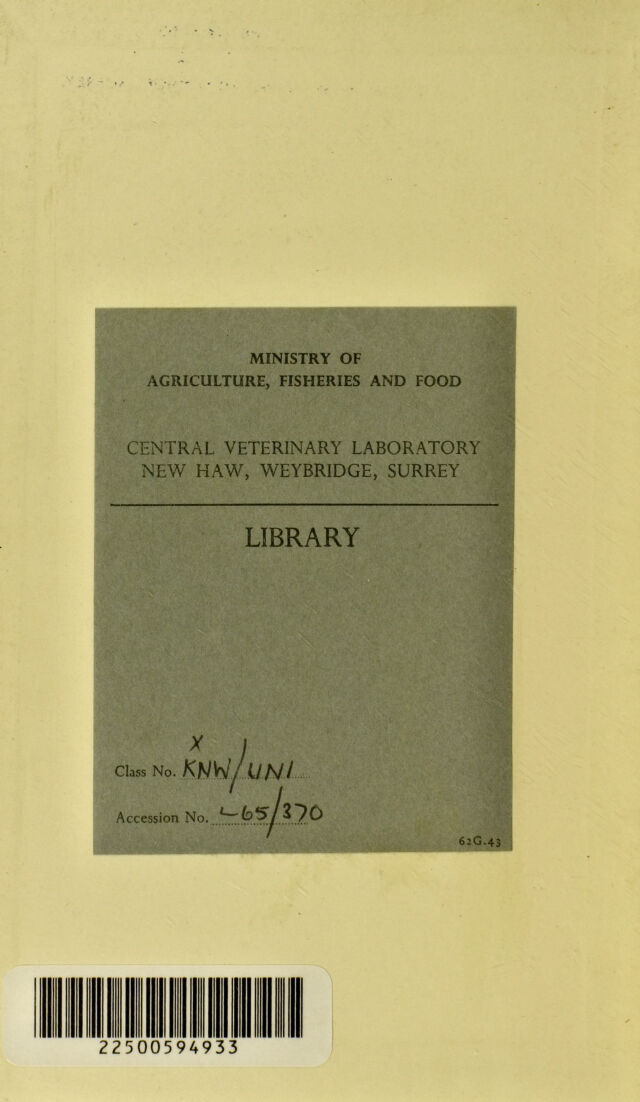 MINISTRY OF
AGRICULTURE, FISHERIES AND FOOD
CENTRAL VETERINARY LABORATORY
NEW HAW, WEYBRIDGE, SURREY
LIBRARY
X
Class No. KNW/UNI
Accession No. L65/370
62G.43
22500594933